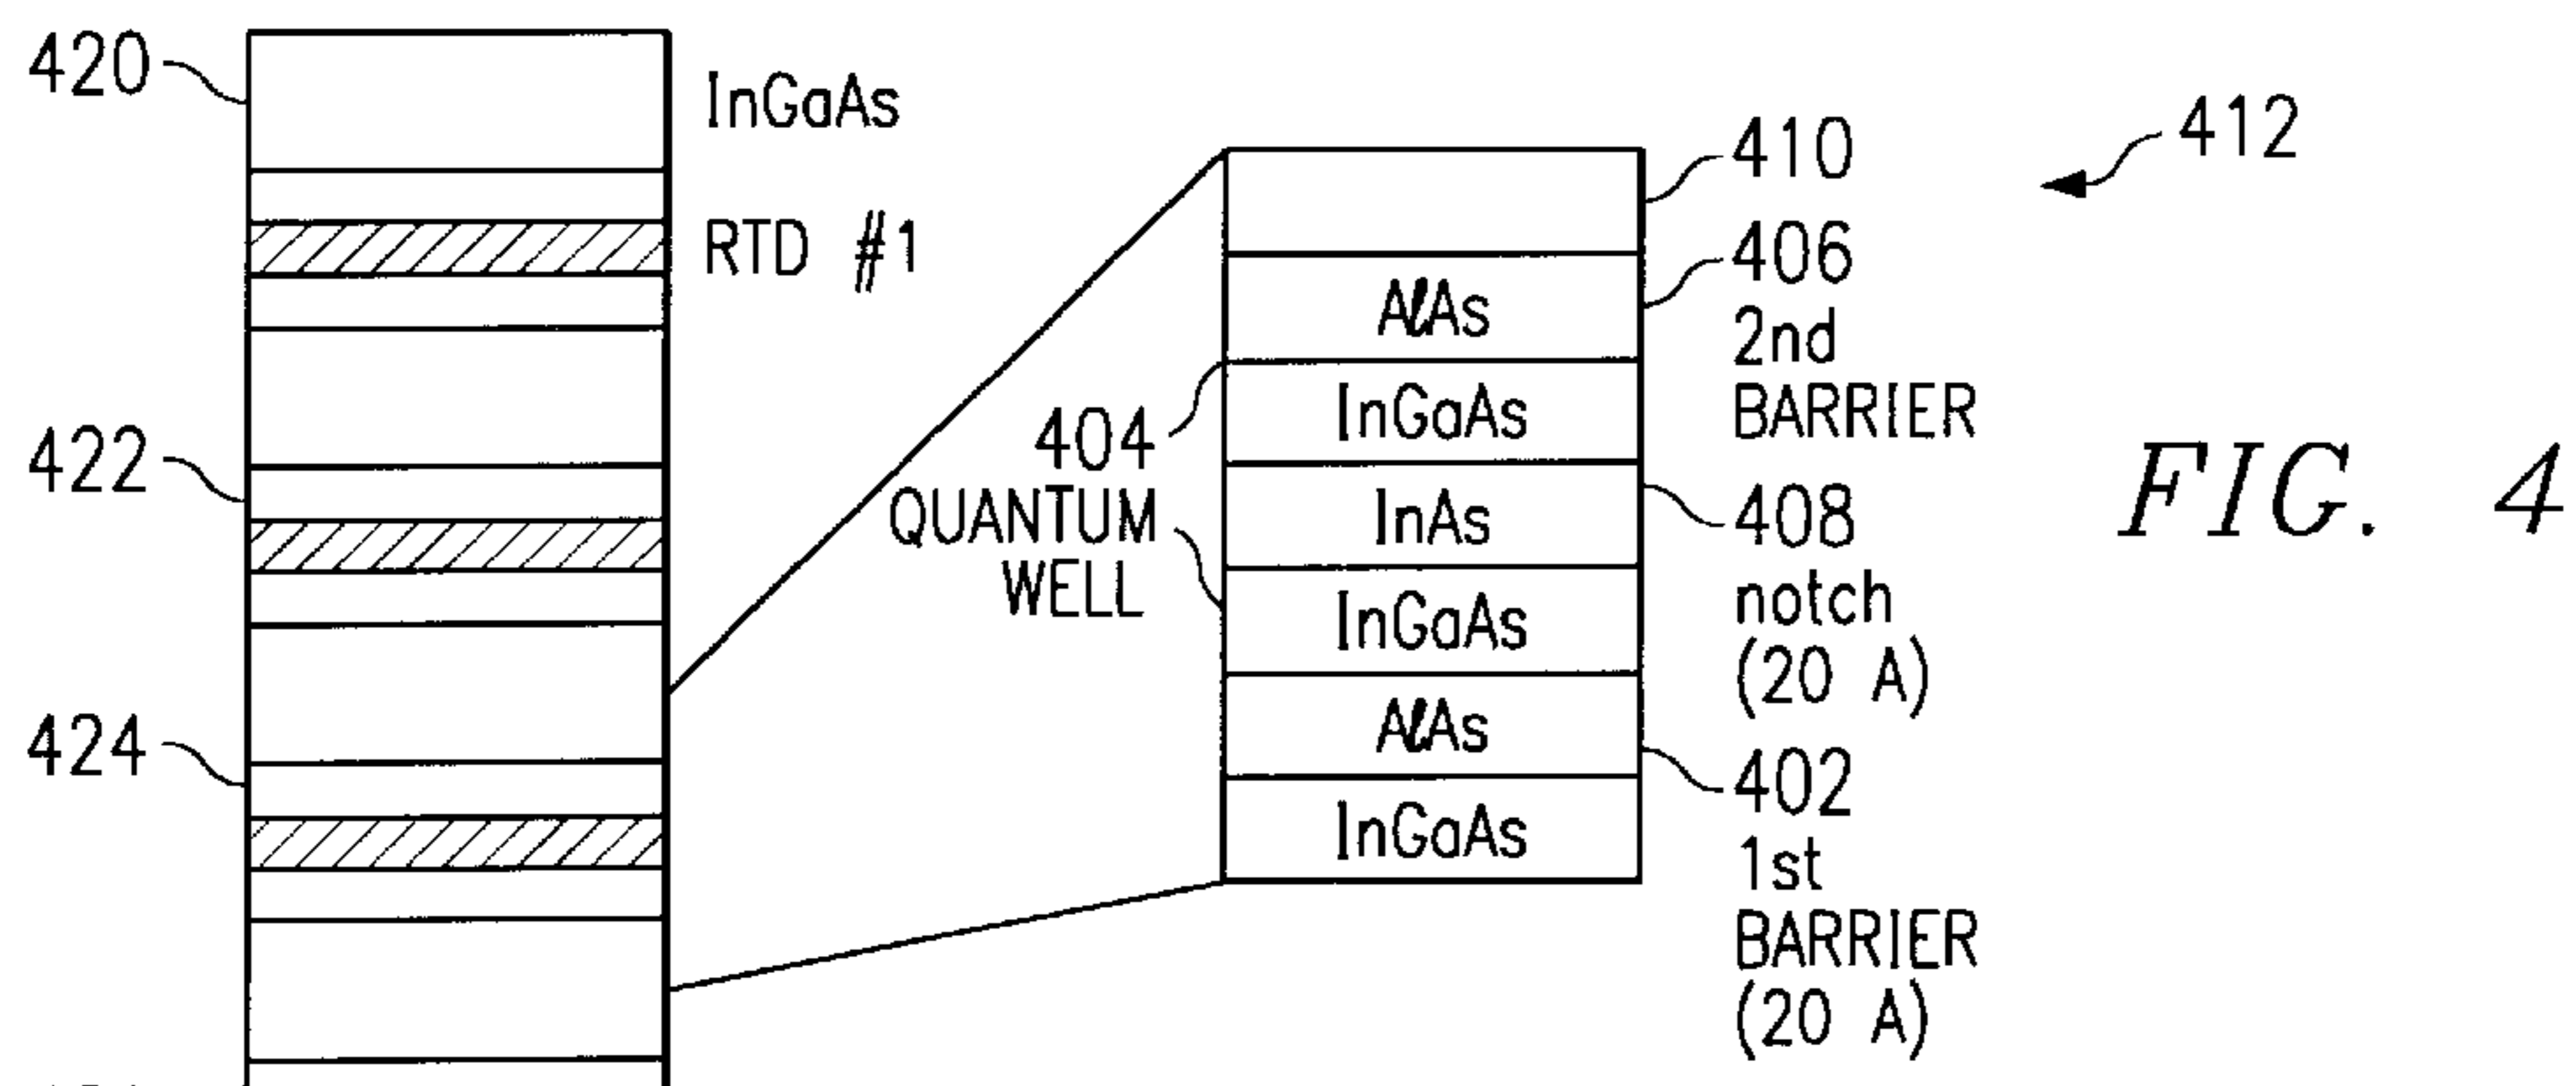 420
InGaAs
RTD #1
422
424
410
412
406
AlAs
2nd
BARRIER
404
InGaAs
QUANTUM
WELL
InAs
408
notch
(20 A)
InGaAs
AlAs
402
1st
BARRIER
(20 A)
InGaAs
FIG. 4